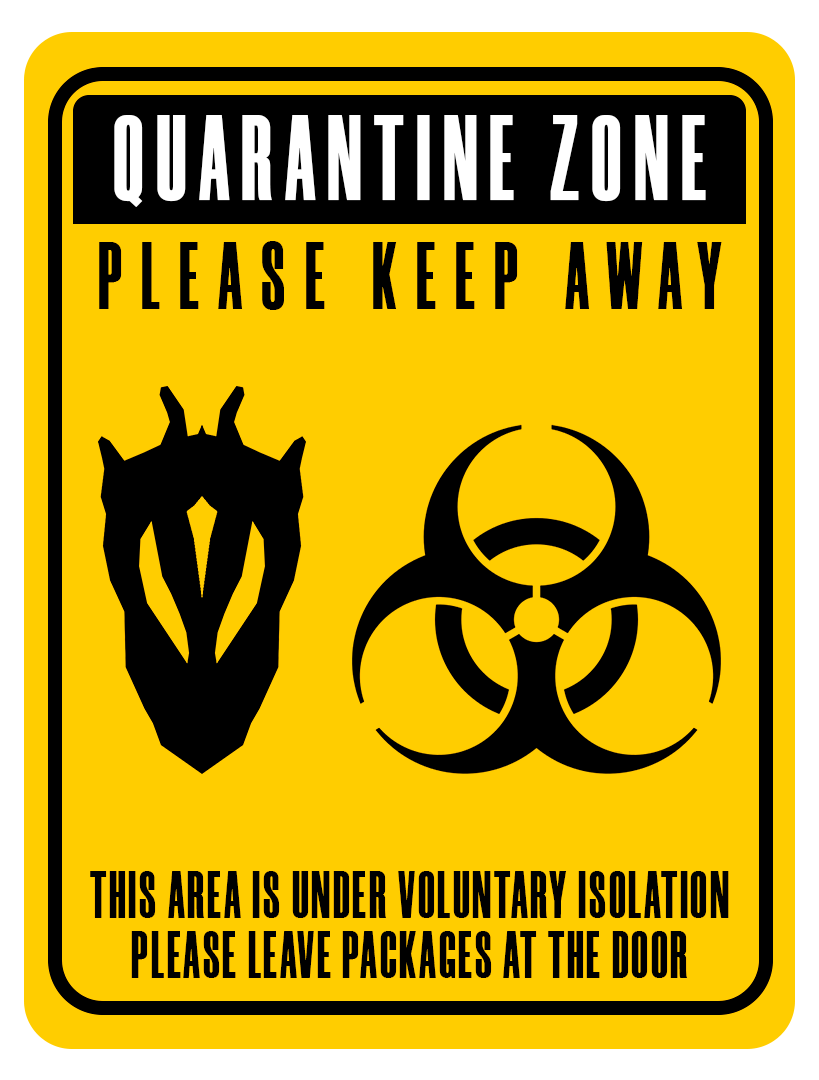 QUARANTINE ZONE
PLEASE KEEP AWAY
THIS AREA IS UNDER VOLUNTARY ISOLATION
PLEASE LEAVE PACKAGES AT THE DOOR